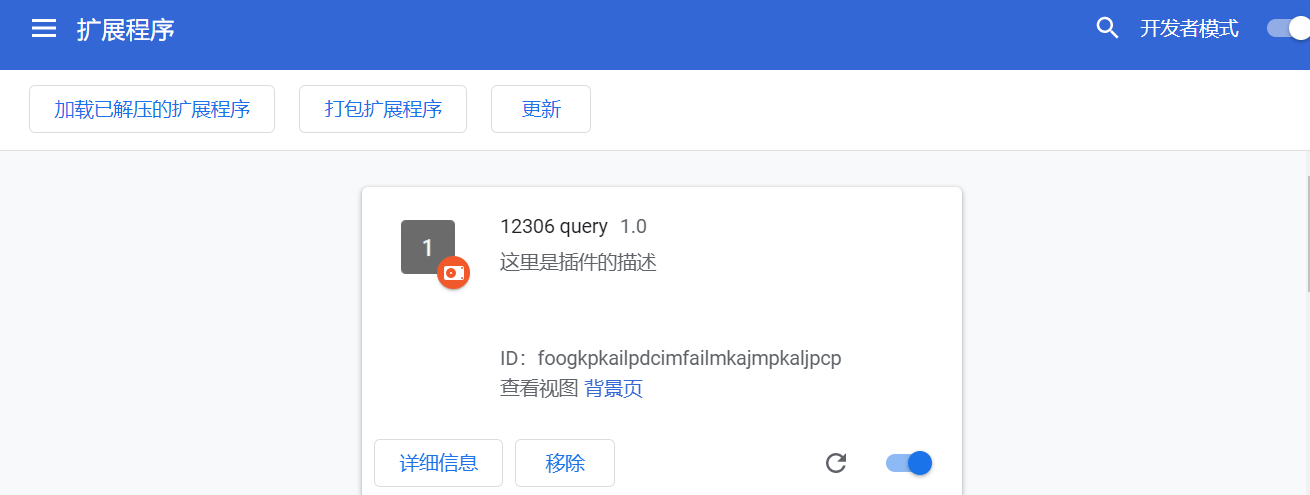 扩展程序
开发者模式
加载已解压的扩展程序 打包扩展程序 更新
1
12306 query 1.0
这里是插件的描述
ID：foogkpkailpdcimfailmkajmpkaljpcp
查看视图 背景页
详细信息 移除